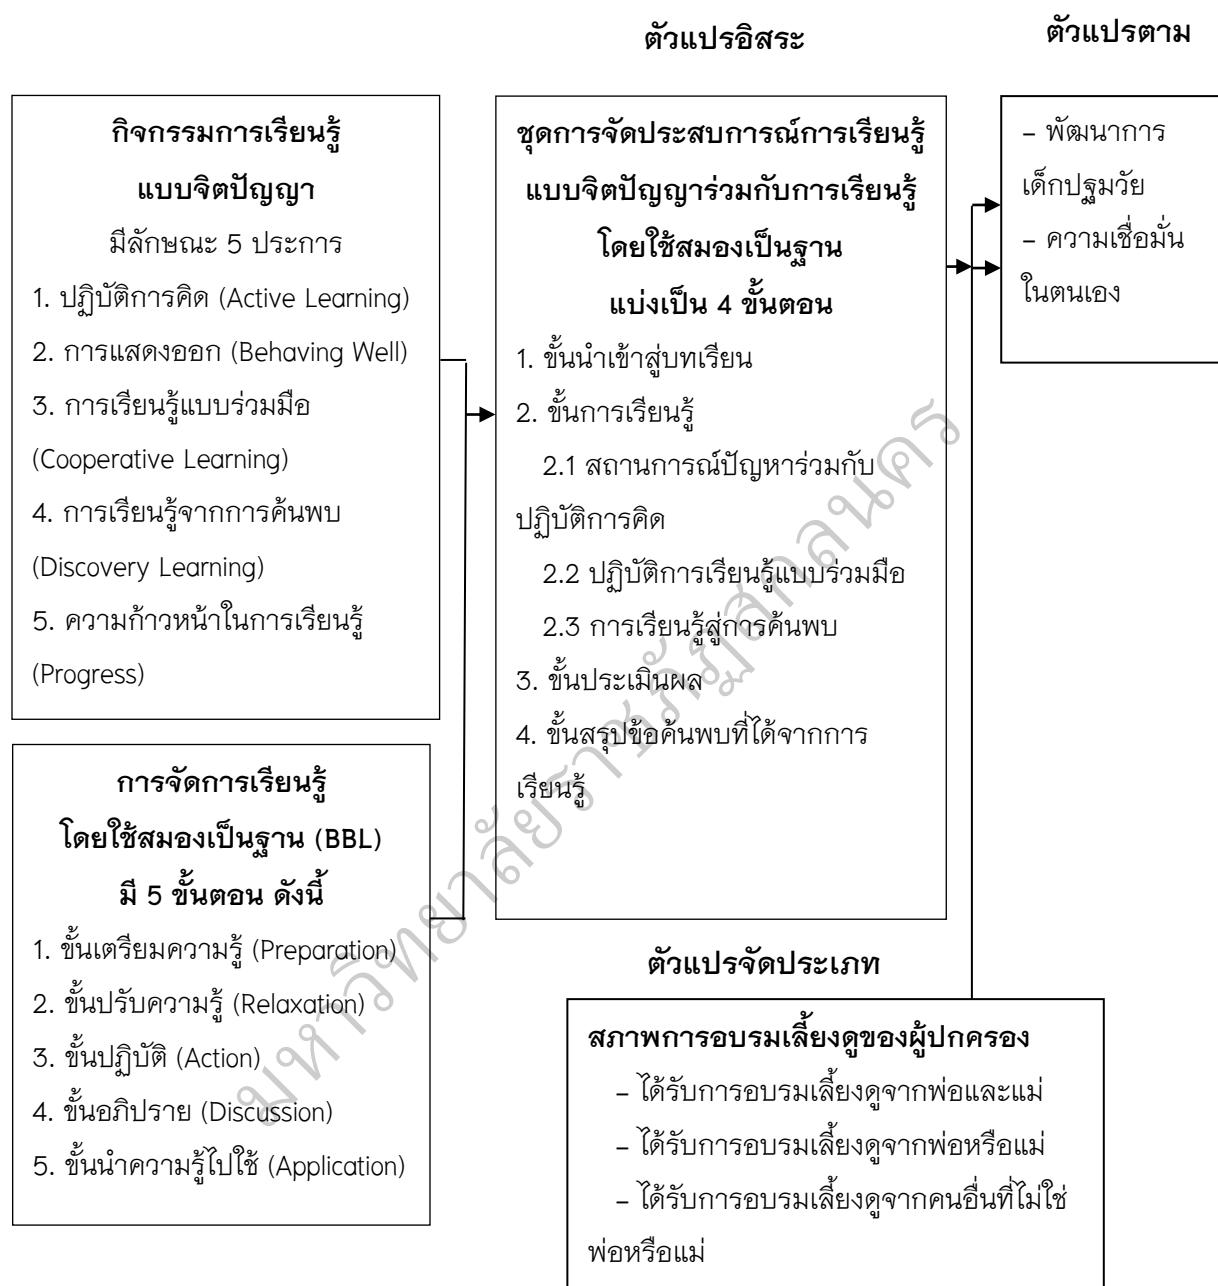 ตัวแปรอิสระ
ตัวแปรตาม
กิจกรรมการเรียนรู้
แบบจิตปัญญา
มีลักษณะ 5 ประการ
1. ปฏิบัติการคิด (Active Learning)
2. การแสดงออก (Behaving Well)
3. การเรียนรู้แบบร่วมมือ
(Cooperative Learning)
4. การเรียนรู้จากการค้นพบ
(Discovery Learning)
5. ความก้าวหน้าในการเรียนรู้
(Progress)
การจัดการเรียนรู้
โดยใช้สมองเป็นฐาน (BBL)
มี 5 ขั้นตอน ดังนี้
1. ขั้นเตรียมความรู้ (Preparation)
2. ขั้นปรับความรู้ (Relaxation)
3. ขั้นปฏิบัติ (Action)
4. ขั้นอภิปราย (Discussion)
5. ขั้นนำความรู้ไปใช้ (Application)
ชุดการจัดประสบการณ์การเรียนรู้
แบบจิตปัญญาร่วมกับการเรียนรู้
โดยใช้สมองเป็นฐาน
แบ่งเป็น 4 ขั้นตอน
1. ขั้นนำเข้าสู่บทเรียน
2. ขั้นการเรียนรู้
2.1 สถานการณ์ปัญหาร่วมกับ
ปฏิบัติการคิด
2.2 ปฏิบัติการเรียนรู้แบบร่วมมือ
2.3 การเรียนรู้สู่การค้นพบ
3. ขั้นประเมินผล
4. ขั้นสรุปข้อค้นพบที่ได้จากการ
เรียนรู้
– พัฒนาการ
เด็กปฐมวัย
– ความเชื่อมั่น
ในตนเอง
ตัวแปรจัดประเภท
สภาพการอบรมเลี้ยงดูของผู้ปกครอง
– ได้รับการอบรมเลี้ยงดูจากพ่อและแม่
– ได้รับการอบรมเลี้ยงดูจากพ่อหรือแม่
– ได้รับการอบรมเลี้ยงดูจากคนอื่นที่ไม่ใช่
พ่อหรือแม่
มหาวิทยาลัยราชภัฏสกลนคร